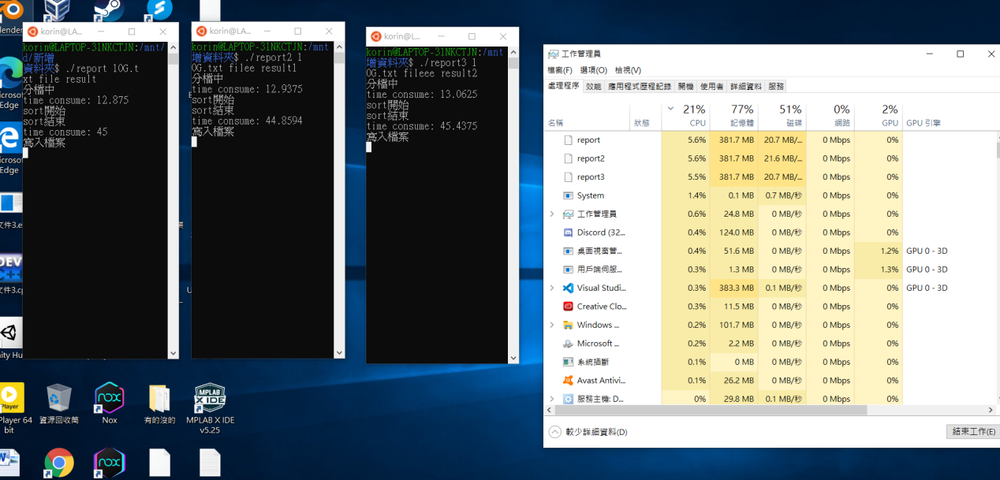 lender
Microsoft
Edge
Microsoft
Edge
文件3.cp
nity Hu
Player
Player 64
bit
資源回收筒
Nox
有的沒的
MPLAB
X IDE
MPLAB X IDE
v5.25
korin@LA...
korin@LAPTOP-31NKCTJN:/mnt/
d/新增
資料夾$ ./report 10G.t
xt file result
分檔中
time consume: 12.875
sort開始
sort結束
time consume: 45
寫入檔案
korin@LA...
korin@LAPTOP-31NKCTJN:/mnt
增資料夾$ ./report2 1
0G.txt filee result1
分檔中
time consume: 12.9375
sort開始
sort結束
time consume: 44.8594
寫入檔案
korin@L...
korin@LAPTOP-31NKCTJN:/mnt
增資料夾$ ./report3 1
0G.txt fileee result2
分檔中
time consume: 13.0625
sort開始
sort結束
time consume: 45.4375
寫入檔案
工作管理員
檔案(F) 選項(O) 檢視(V)
處理程序 效能 應用程式歷程記錄 開機 使用者 詳細資料 服務
21% 77% 51% 0% 2%
名稱 狀態 CPU 記憶體 磁碟 網路 GPU GPU 引擎
report 5.6% 381.7 MB 20.7 MB/... 0 Mbps 0%
report2 5.6% 381.7 MB 21.6 MB/... 0 Mbps 0%
report3 5.5% 381.7 MB 20.7 MB/... 0 Mbps 0%
System 1.4% 0.1 MB 0.7 MB/秒 0 Mbps 0%
工作管理員 0.6% 24.8 MB 0 MB/秒 0 Mbps 0%
Discord (32... 0.4% 124.0 MB 0 MB/秒 0 Mbps 0%
桌面視窗管... 0.4% 51.6 MB 0 MB/秒 0 Mbps 1.2% GPU 0 - 3D
用戶端伺服... 0.3% 1.3 MB 0 MB/秒 0 Mbps 1.3% GPU 0 - 3D
Visual Studi... 0.3% 383.3 MB 0.1 MB/秒 0 Mbps 0% GPU 0 - 3D
Creative Clo... 0.3% 11.5 MB 0 MB/秒 0 Mbps 0%
Windows ... 0.2% 101.7 MB 0 MB/秒 0 Mbps 0%
Microsoft ... 0.2% 2.2 MB 0 MB/秒 0 Mbps 0%
系統插斷 0.1% 0 MB 0 MB/秒 0 Mbps 0%
Avast Antivi... 0.1% 26.2 MB 0 MB/秒 0 Mbps 0%
服務主機: D... 0% 29.8 MB 0.1 MB/秒 0 Mbps 0%
較少詳細資料(D)
結束工作(E)